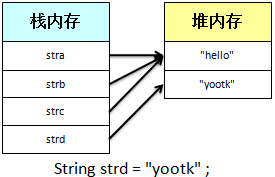 栈内存
堆内存
stra
"hello"
strb
"yootk"
strc
strd
String strd = "yootk" ;